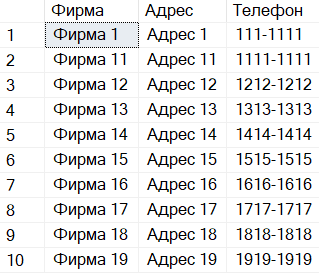 Фирма Адрес Телефон
1 Фирма 1 Адрес 1 111-1111
2 Фирма 11 Адрес 11 1111-1111
3 Фирма 12 Адрес 12 1212-1212
4 Фирма 13 Адрес 13 1313-1313
5 Фирма 14 Адрес 14 1414-1414
6 Фирма 15 Адрес 15 1515-1515
7 Фирма 16 Адрес 16 1616-1616
8 Фирма 17 Адрес 17 1717-1717
9 Фирма 18 Адрес 18 1818-1818
10 Фирма 19 Адрес 19 1919-1919